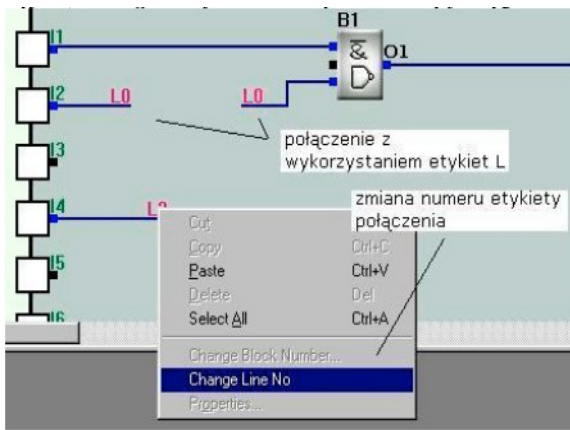 B1
I1
&
O1
I2
L0
L0
połączenie z
wykorzystaniem etykiet L
I3
zmiana numeru etykiety
połączenia
I4
Cut
Ctrl+X
Copy
Ctrl+C
Paste
Ctrl+V
Delete
Del
Select All
Ctrl+A
I5
I6
Change Block Number...
Change Line No
Properties...